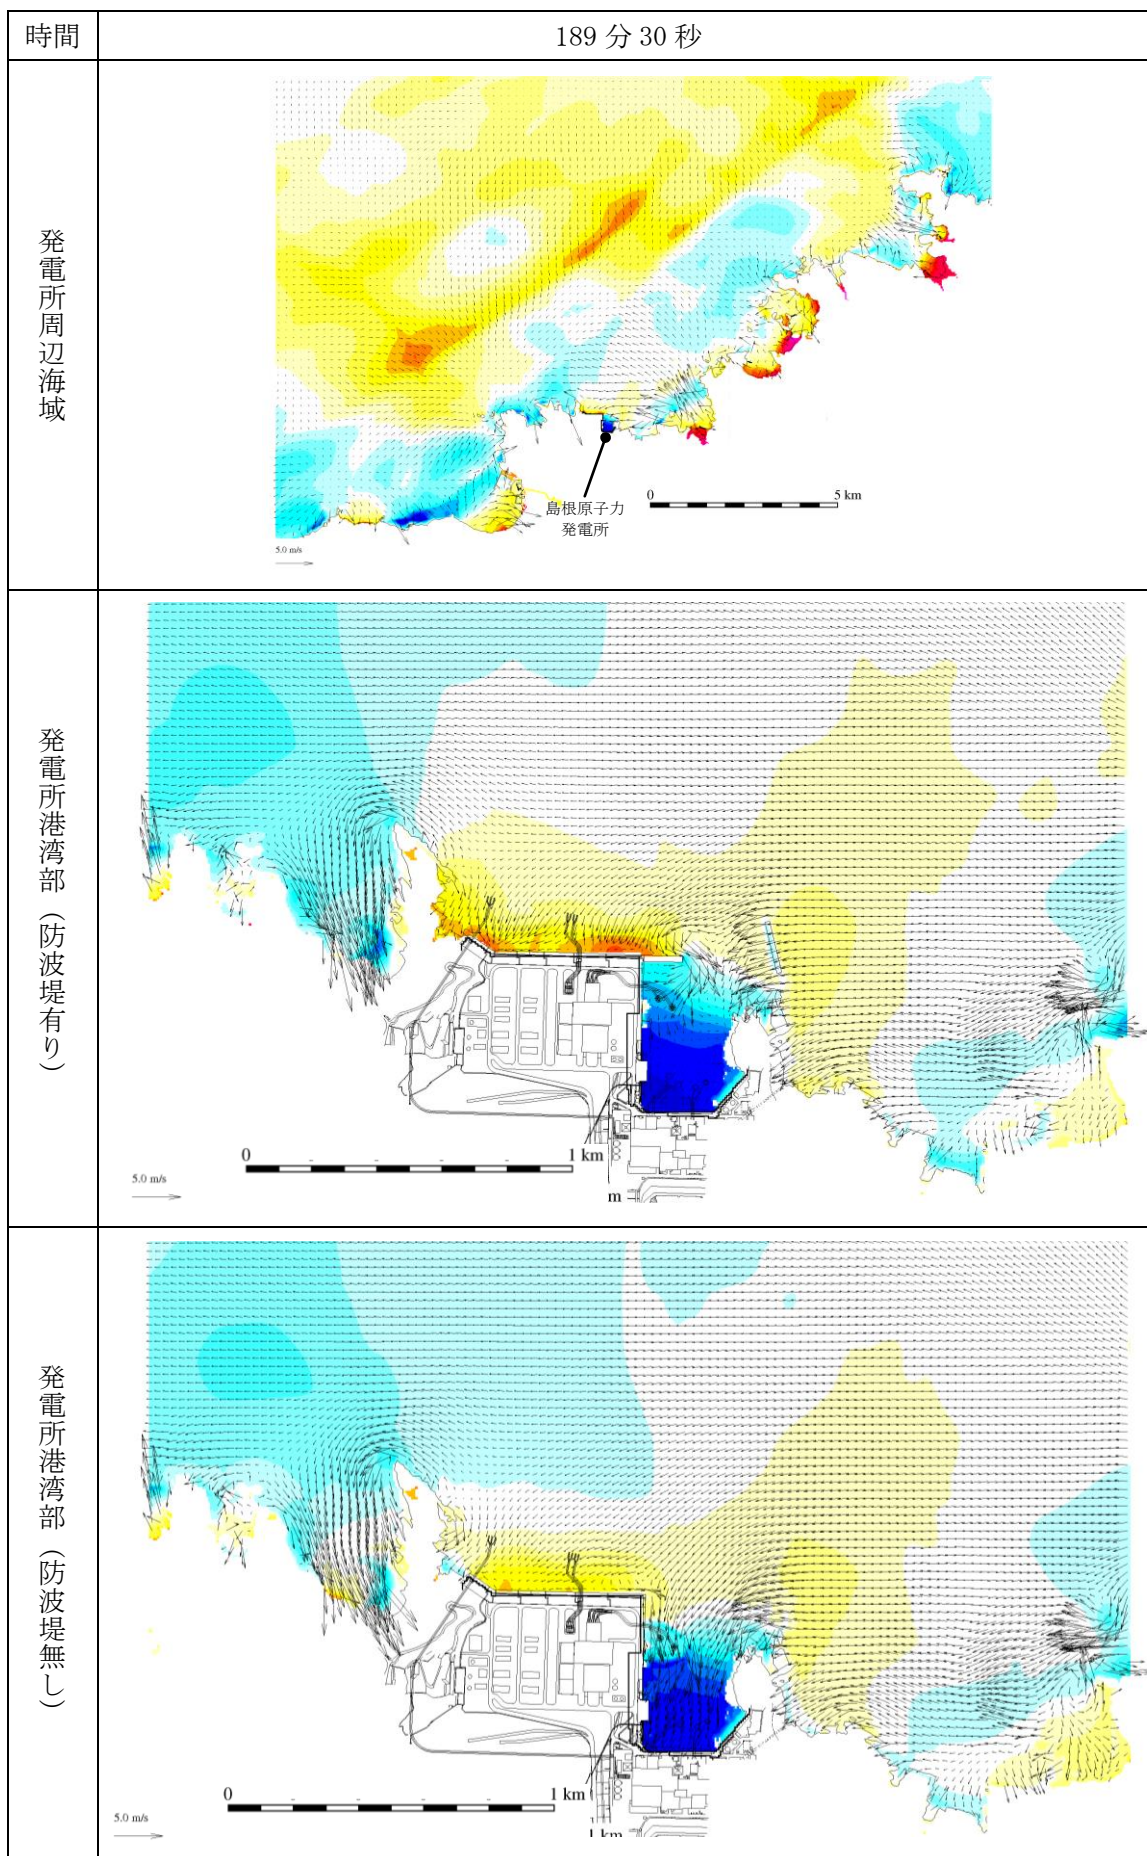 時間
189 分 30 秒
発電所周辺海域
島根原子力
発電所
0
5 km
5.0 m/s
発電所港湾部（防波堤有り）
0
1 km
5.0 m/s
m
発電所港湾部（防波堤無し）
0
1 km
5.0 m/s
1 km